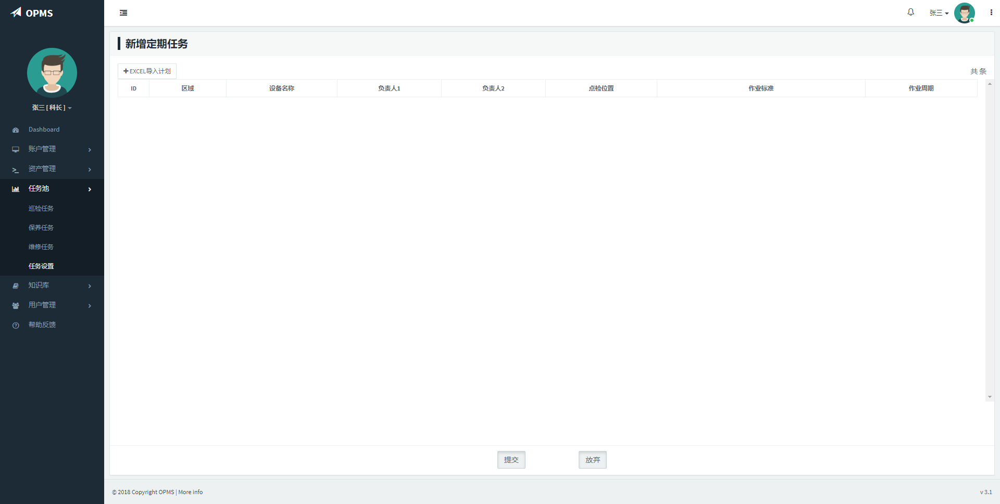 OPMS
张三
张三 [ 科长 ]
Dashboard
账户管理
资产管理
任务池
巡检任务
保养任务
维修任务
任务设置
知识库
用户管理
帮助反馈
新增定期任务
EXCEL导入计划
共 条
ID 区域 设备名称 负责人1 负责人2 点检位置 作业标准 作业周期
提交 放弃
© 2018 Copyright OPMS | More info
v 3.1